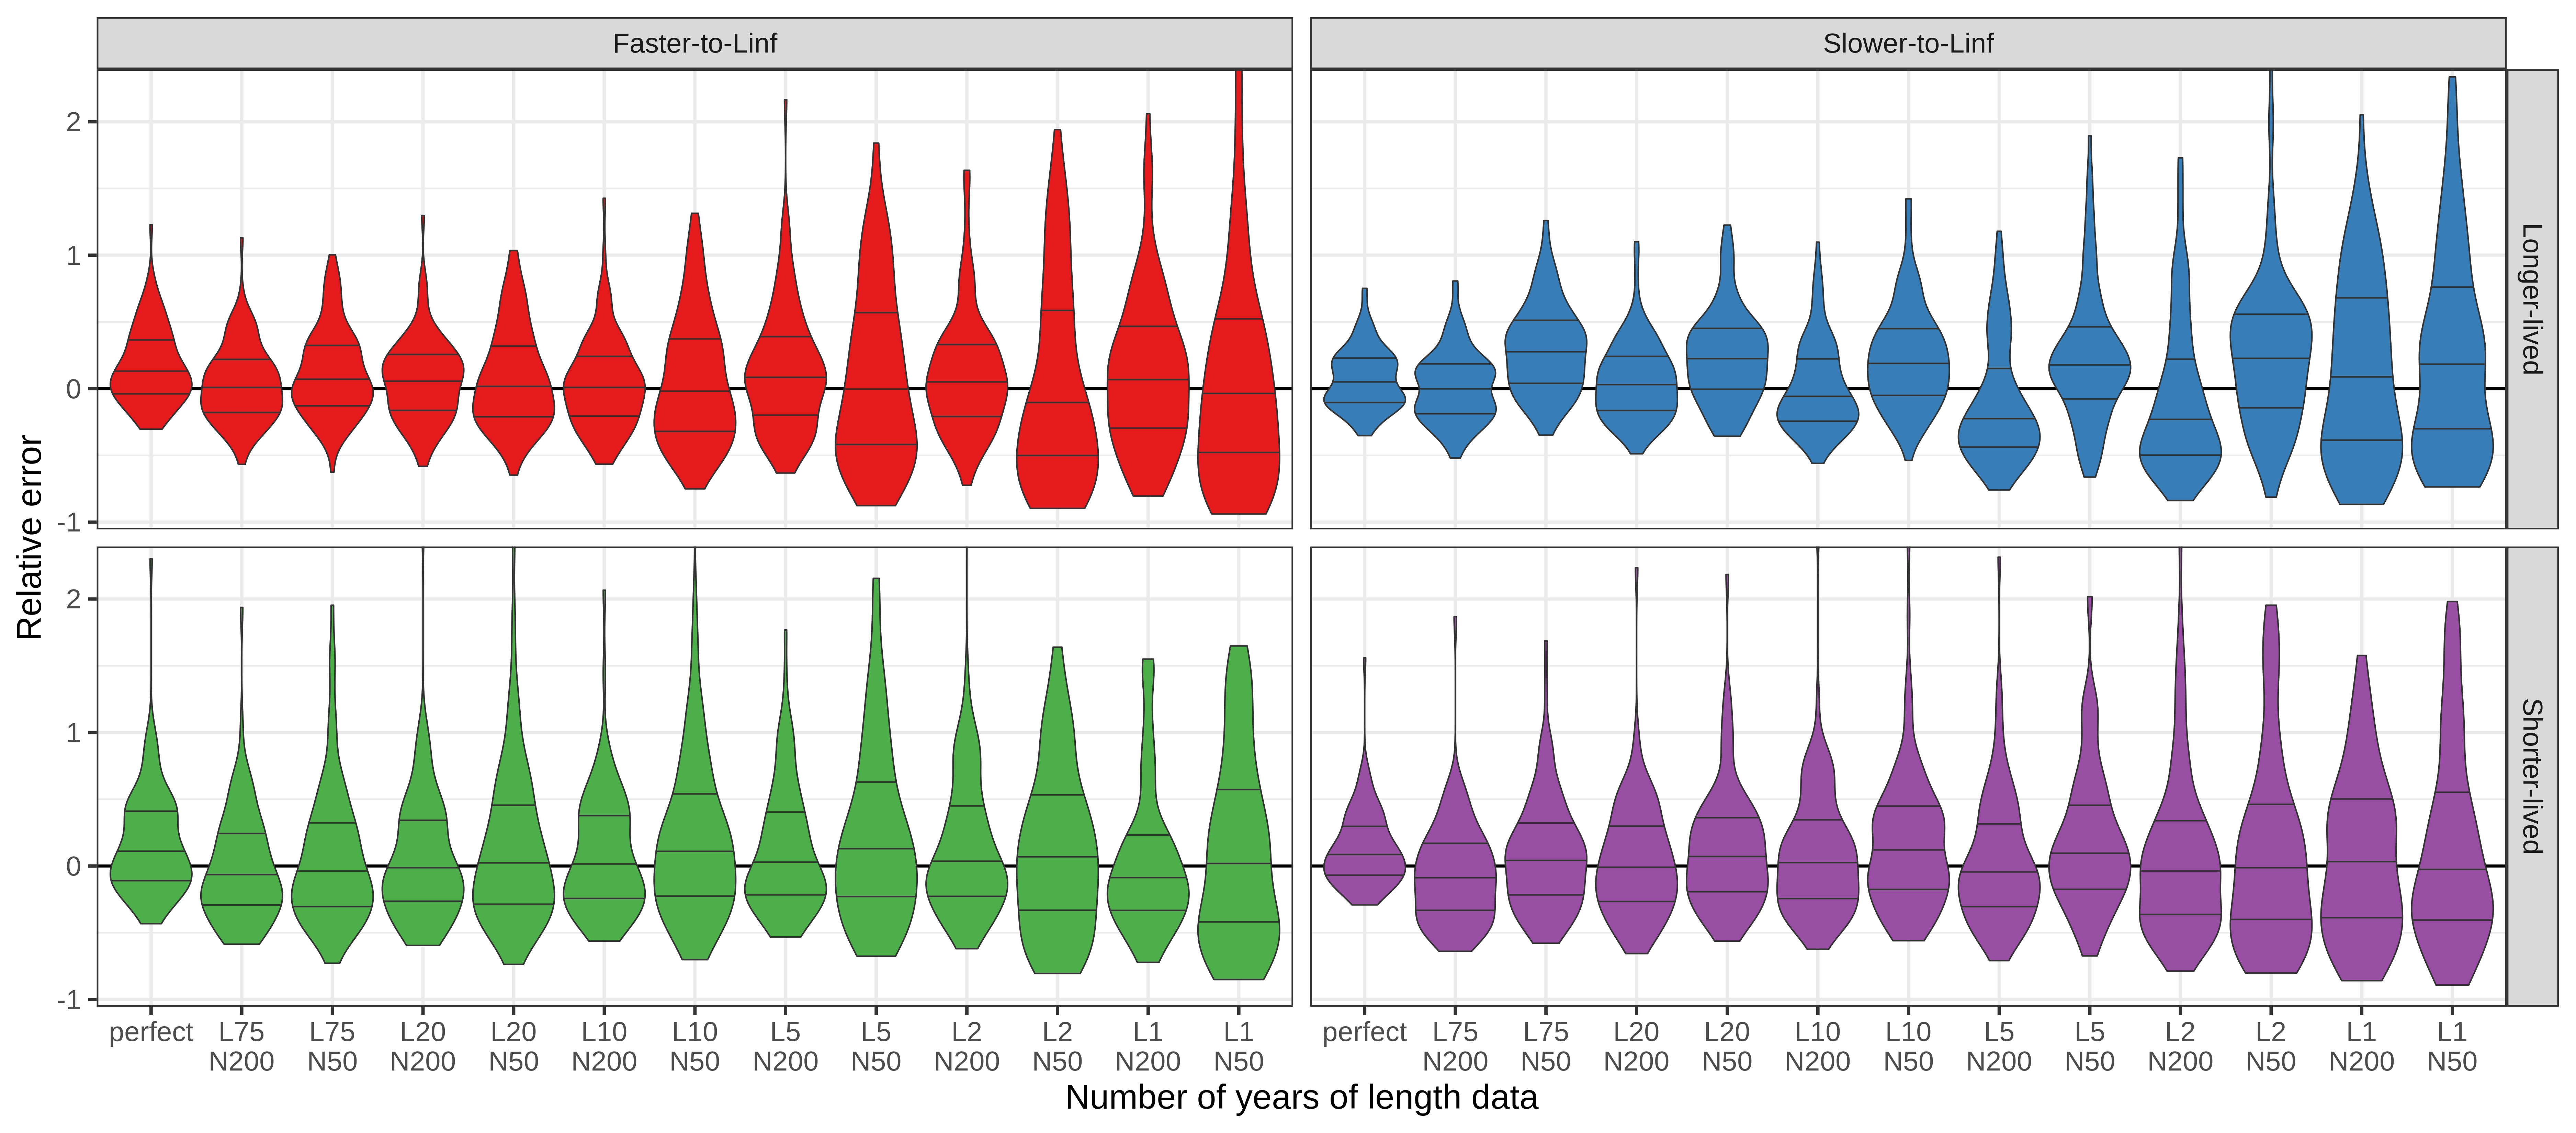 Faster-to-Linf
Slower-to-Linf
Longer-lived
Shorter-lived
Relative error
2
1
0
-1
2
1
0
-1
perfect L75 L75 L20 L20 L10 L10 L5 L5 L2 L2 L1 L1
N200 N50 N200 N50 N200 N50 N200 N50 N200 N50 N200 N50
perfect L75 L75 L20 L20 L10 L10 L5 L5 L2 L2 L1 L1
N200 N50 N200 N50 N200 N50 N200 N50 N200 N50 N200 N50
Number of years of length data